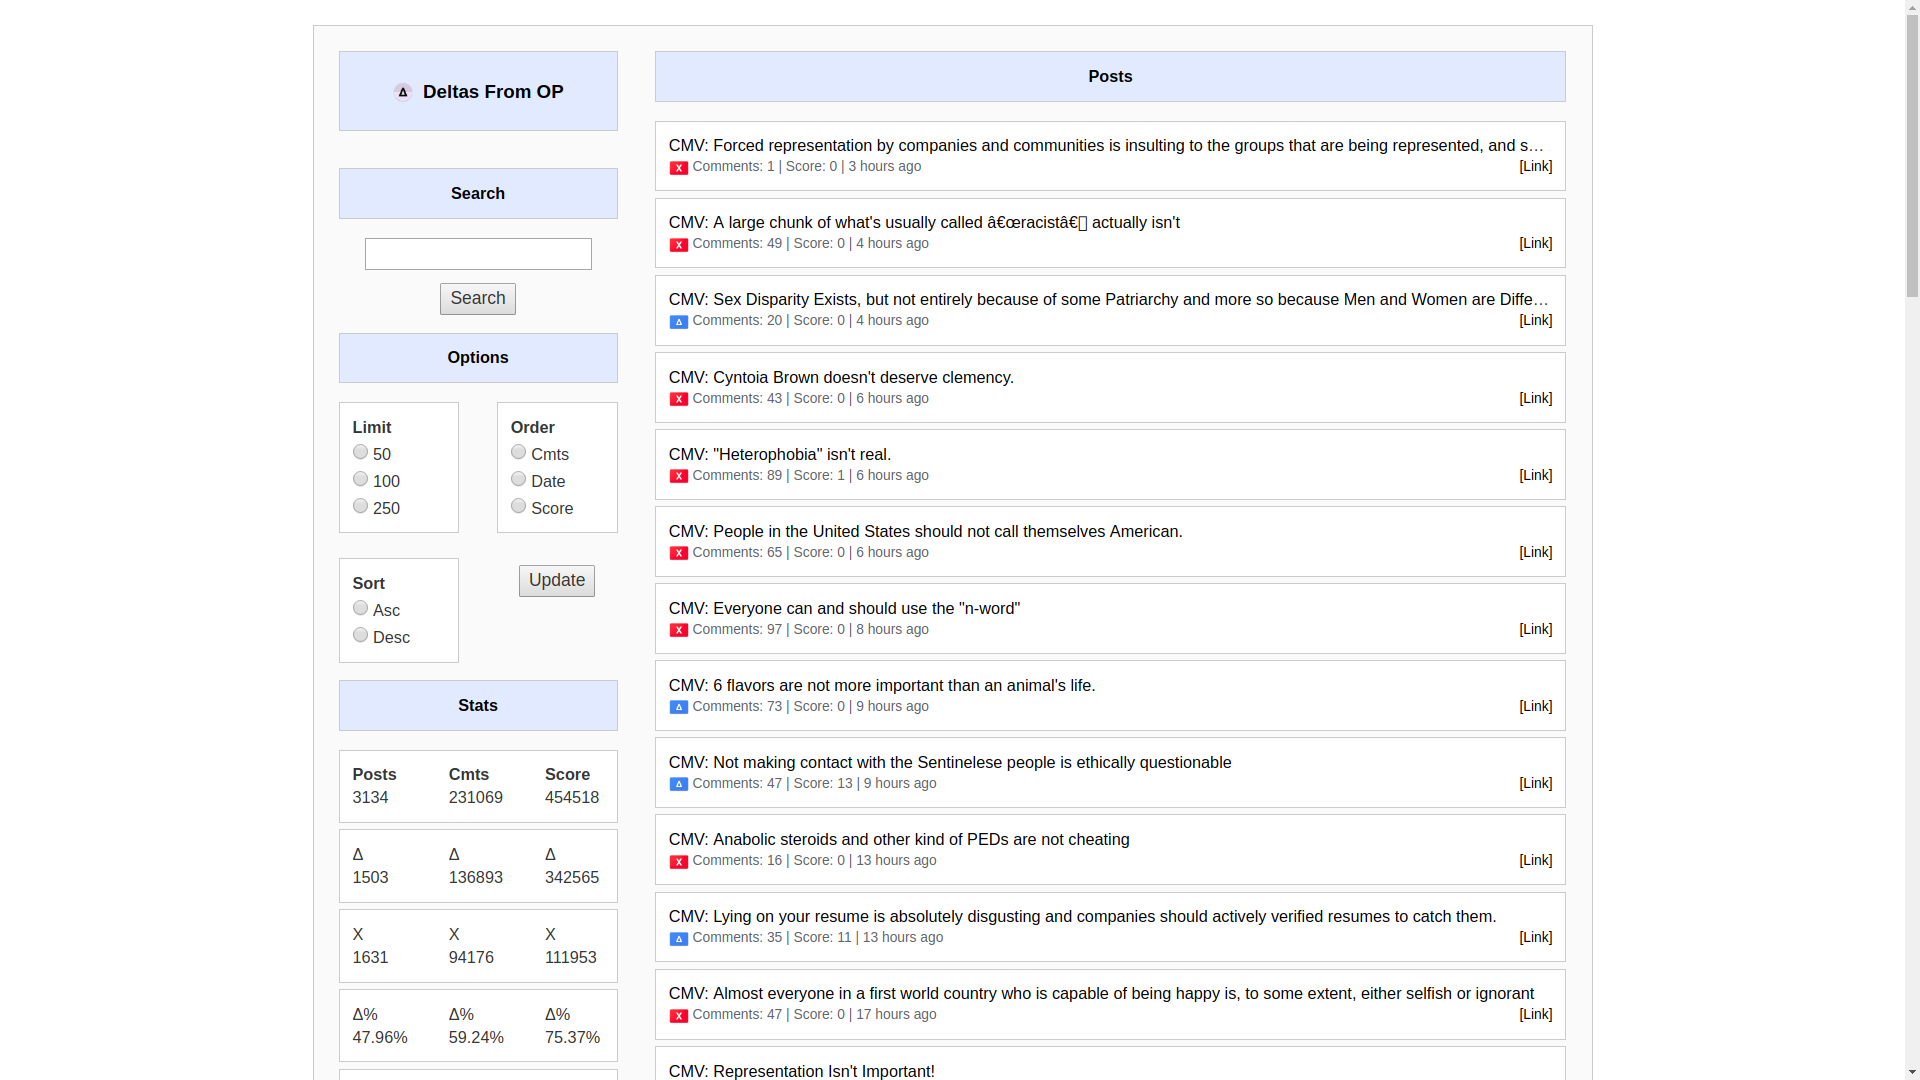 Δ Deltas From OP
Search
Search
Options
Limit
50
100
250
Order
Cmts
Date
Score
Sort
Asc
Desc
Update
Stats
Posts Cmts Score
3134 231069 454518
Δ Δ Δ
1503 136893 342565
X X X
1631 94176 111953
Δ% Δ% Δ%
47.96% 59.24% 75.37%
Posts
CMV: Forced representation by companies and communities is insulting to the groups that are being represented, and s…
X Comments: 1 | Score: 0 | 3 hours ago [Link]
CMV: A large chunk of what's usually called â€œracistâ€ actually isn't
X Comments: 49 | Score: 0 | 4 hours ago [Link]
CMV: Sex Disparity Exists, but not entirely because of some Patriarchy and more so because Men and Women are Diffe…
Δ Comments: 20 | Score: 0 | 4 hours ago [Link]
CMV: Cyntoia Brown doesn't deserve clemency.
X Comments: 43 | Score: 0 | 6 hours ago [Link]
CMV: "Heterophobia" isn't real.
X Comments: 89 | Score: 1 | 6 hours ago [Link]
CMV: People in the United States should not call themselves American.
X Comments: 65 | Score: 0 | 6 hours ago [Link]
CMV: Everyone can and should use the "n-word"
X Comments: 97 | Score: 0 | 8 hours ago [Link]
CMV: 6 flavors are not more important than an animal's life.
Δ Comments: 73 | Score: 0 | 9 hours ago [Link]
CMV: Not making contact with the Sentinelese people is ethically questionable
Δ Comments: 47 | Score: 13 | 9 hours ago [Link]
CMV: Anabolic steroids and other kind of PEDs are not cheating
X Comments: 16 | Score: 0 | 13 hours ago [Link]
CMV: Lying on your resume is absolutely disgusting and companies should actively verified resumes to catch them.
Δ Comments: 35 | Score: 11 | 13 hours ago [Link]
CMV: Almost everyone in a first world country who is capable of being happy is, to some extent, either selfish or ignorant
X Comments: 47 | Score: 0 | 17 hours ago [Link]
CMV: Representation Isn't Important!